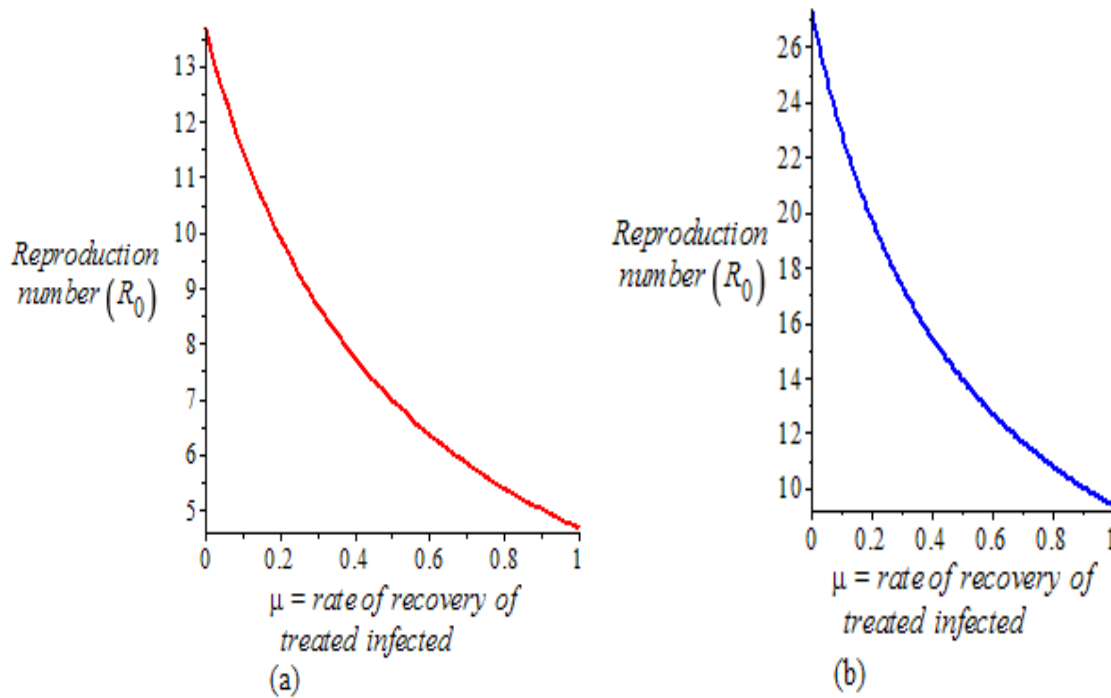 13
12
11
10
9
8
7
6
5
Reproduction
number (R₀)
0 0.2 0.4 0.6 0.8 1
μ = rate of recovery of
treated infected
(a)
26
24
22
20
18
16
14
12
10
Reproduction
number (R₀)
0 0.2 0.4 0.6 0.8 1
μ = rate of recovery of
treated infected
(b)